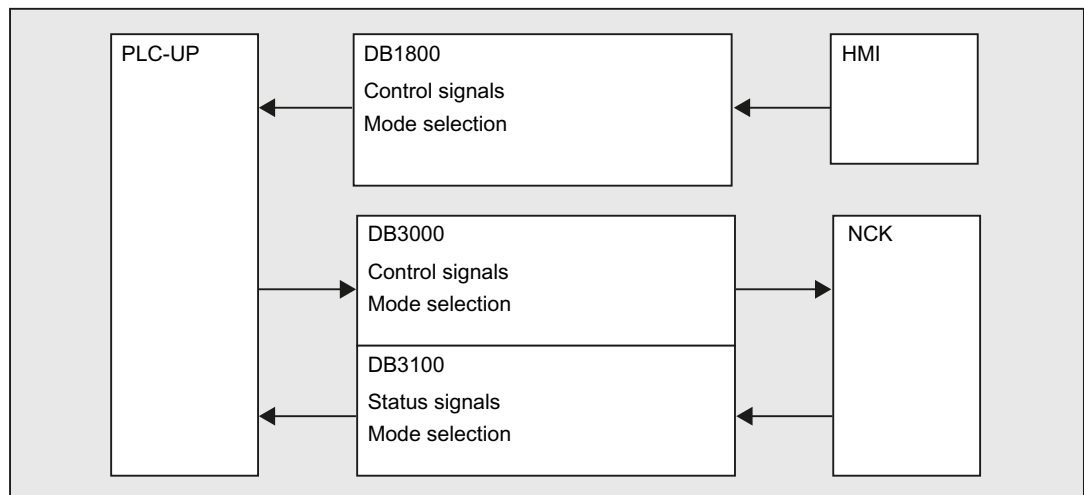 PLC-UP
DB1800
Control signals
Mode selection
HMI
DB3000
Control signals
Mode selection
NCK
DB3100
Status signals
Mode selection